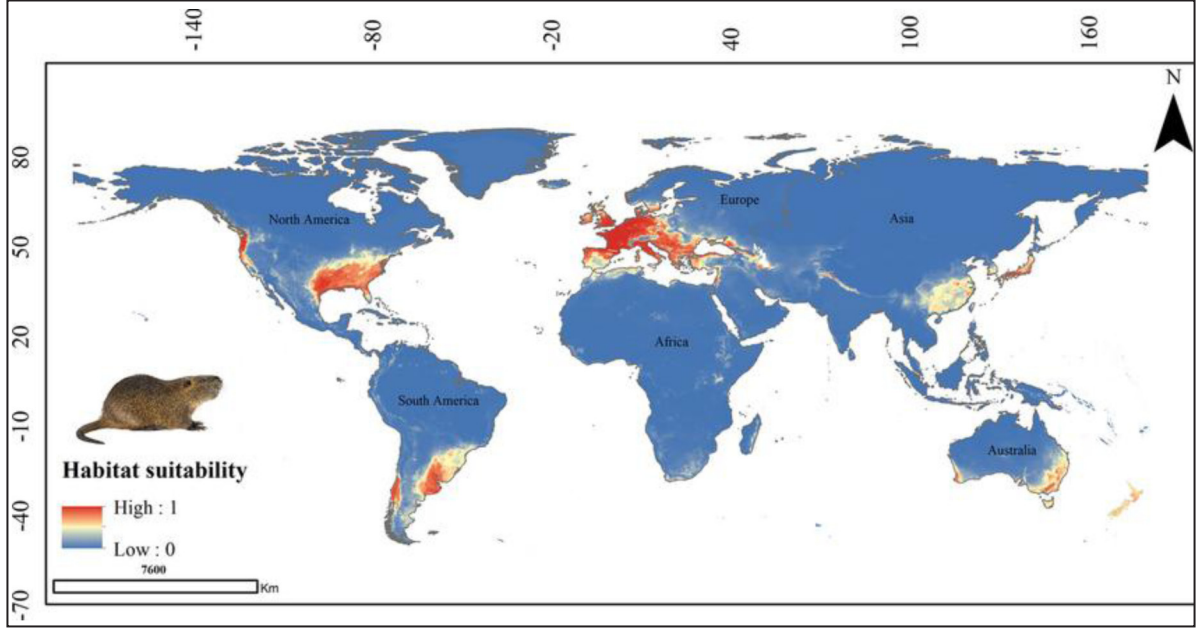 -140
-80
-20
40
100
160
N
80
50
20
-10
-40
-70
North America
Europe
Asia
Africa
South America
Australia
Habitat suitability
High : 1
Low : 0
7600
Km